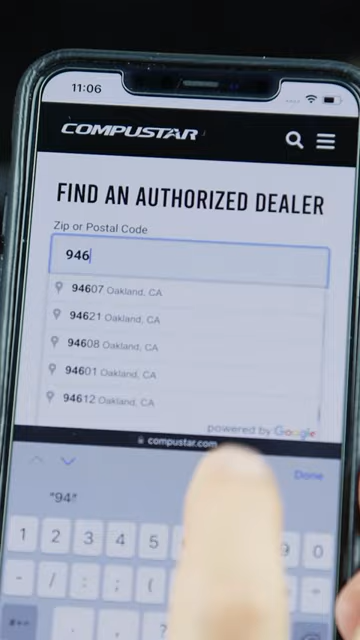 11:06
COMPUSTAR
FIND AN AUTHORIZED DEALER
Zip or Postal Code
946
94607 Oakland, CA
94621 Oakland, CA
94608 Oakland, CA
94601 Oakland, CA
94612 Oakland, CA
powered by Google
compustar.com
Done
"94"
1 2 3 4 5 9 0
- / : ; (
#+= . ,